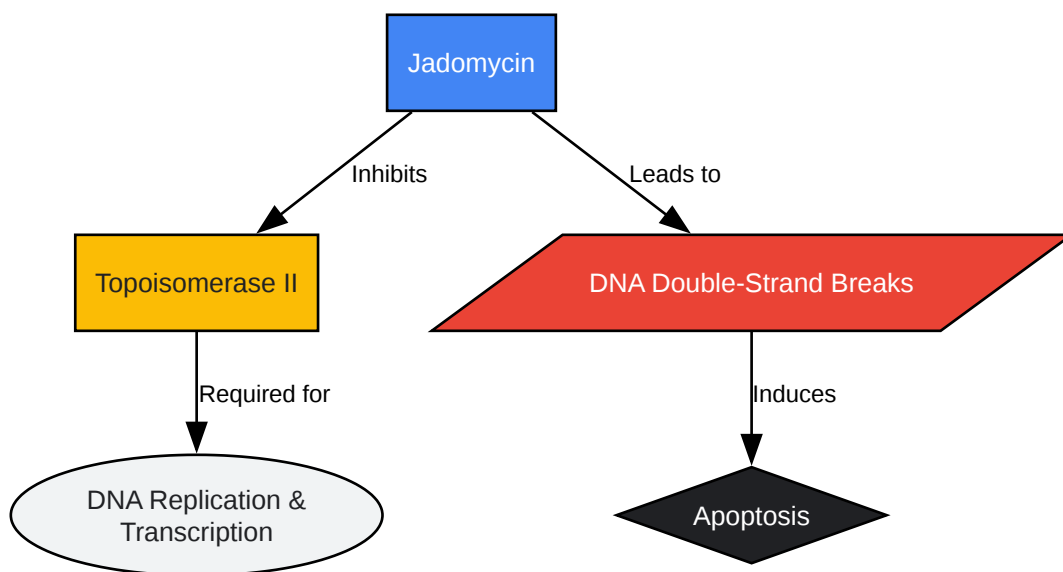 Jadomycin
Inhibits
Leads to
Topoisomerase II
DNA Double-Strand Breaks
Required for
Induces
DNA Replication &
Transcription
Apoptosis